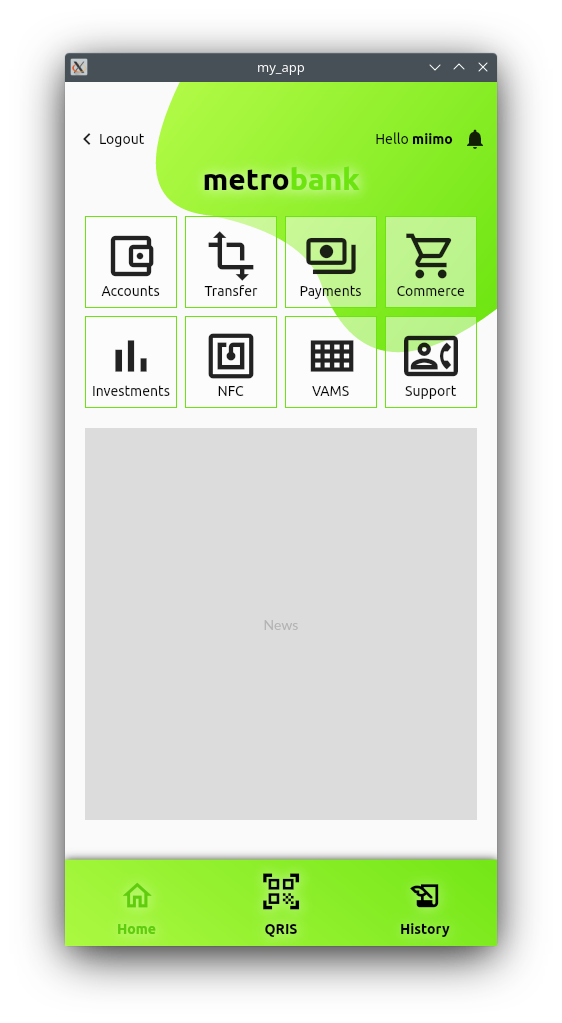 my_app
Logout
Hello miimo
metrobank
Accounts Transfer Payments Commerce
Investments NFC VAMS Support
News
Home QRIS History